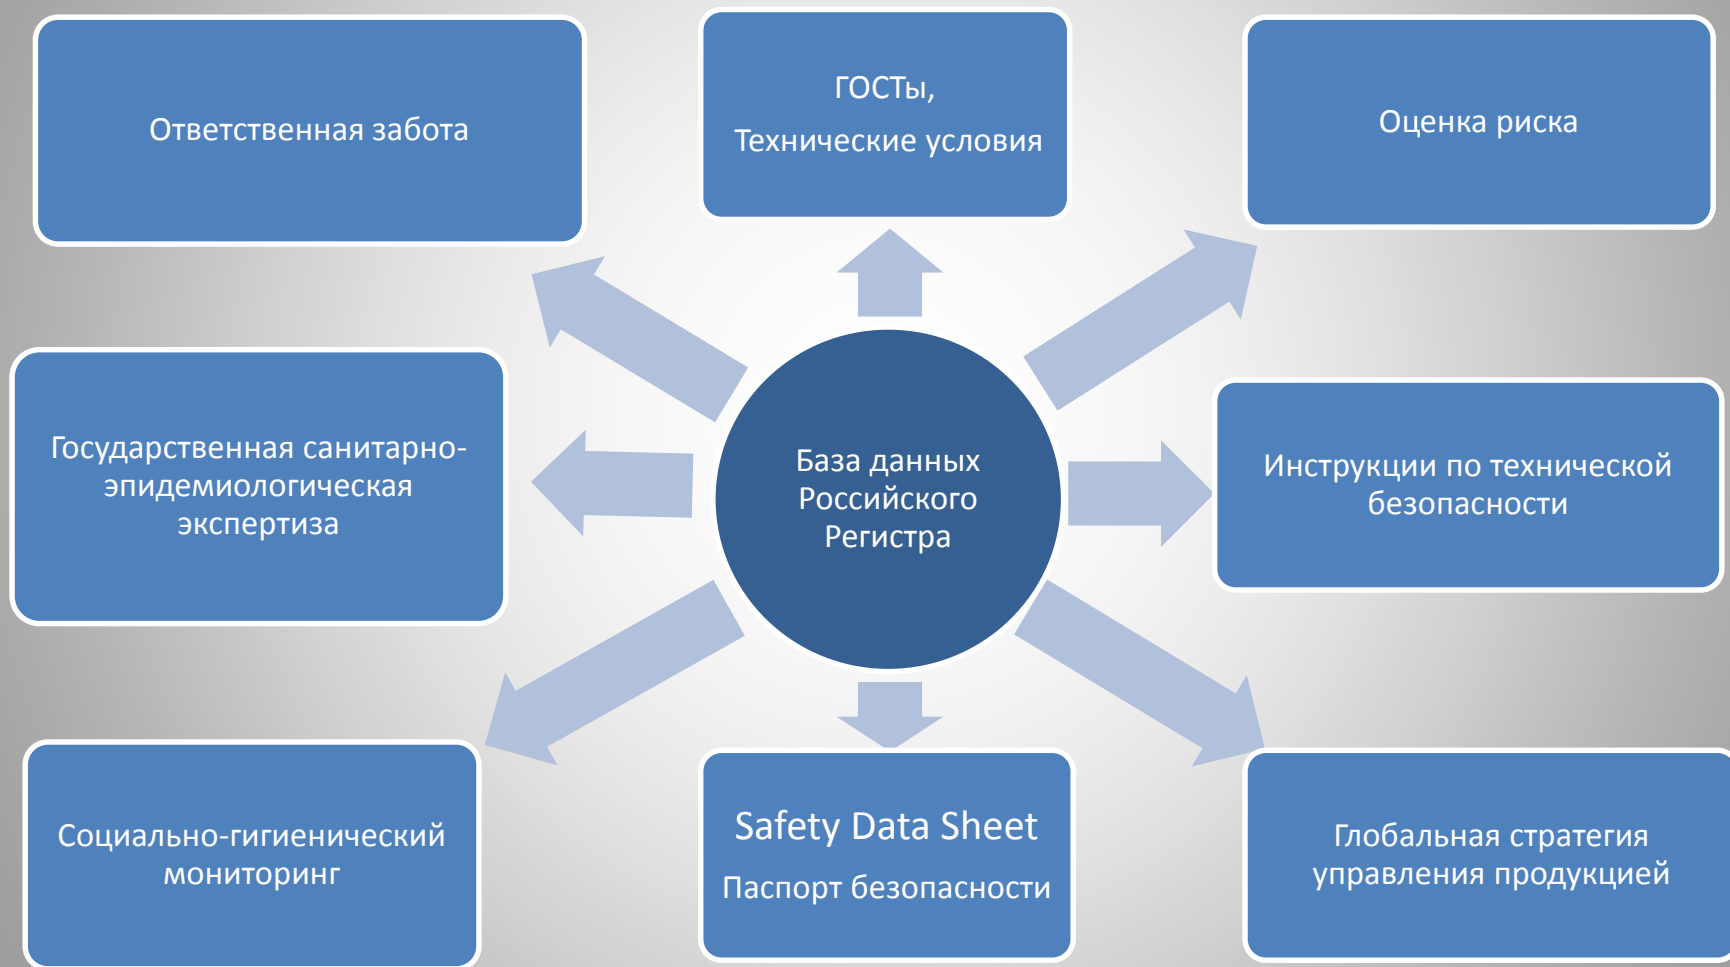 Ответственная забота
ГОСТы,
Технические условия
Оценка риска
Государственная санитарно-
эпидемиологическая
экспертиза
База данных
Российского
Регистра
Инструкции по технической
безопасности
Социально-гигиенический
мониторинг
Safety Data Sheet
Паспорт безопасности
Глобальная стратегия
управления продукцией